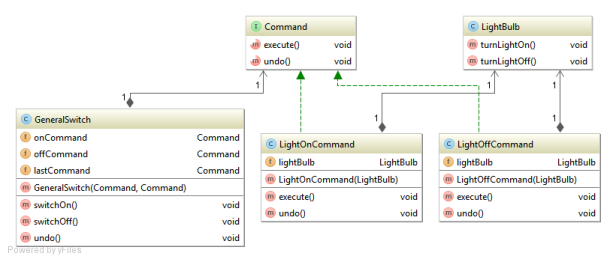 Command
execute() void
undo() void
LightBulb
turnLightOn() void
turnLightOff() void
1
1
1
1
1
1
GeneralSwitch
onCommand Command
offCommand Command
lastCommand Command
GeneralSwitch(Command, Command)
switchOn() void
switchOff() void
undo() void
LightOnCommand
lightBulb LightBulb
LightOnCommand(LightBulb)
execute() void
undo() void
LightOffCommand
lightBulb LightBulb
LightOffCommand(LightBulb)
execute() void
undo() void
Powered by yFiles